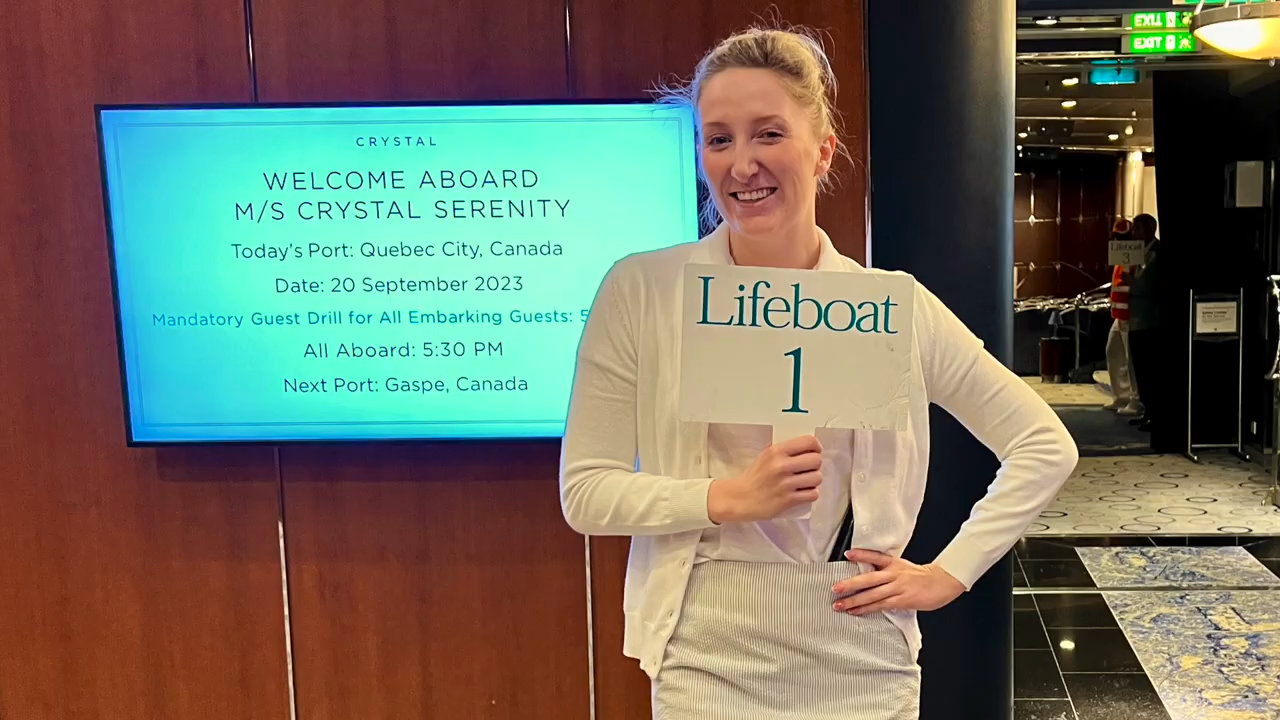 CRYSTAL
WELCOME ABOARD
M/S CRYSTAL SERENITY
Today's Port: Quebec City, Canada
Date: 20 September 2023
Mandatory Guest Drill for All Embarking Guests: 5
All Aboard: 5:30 PM
Next Port: Gaspe, Canada
Lifeboat
1
EXIT
Lifeboat
3